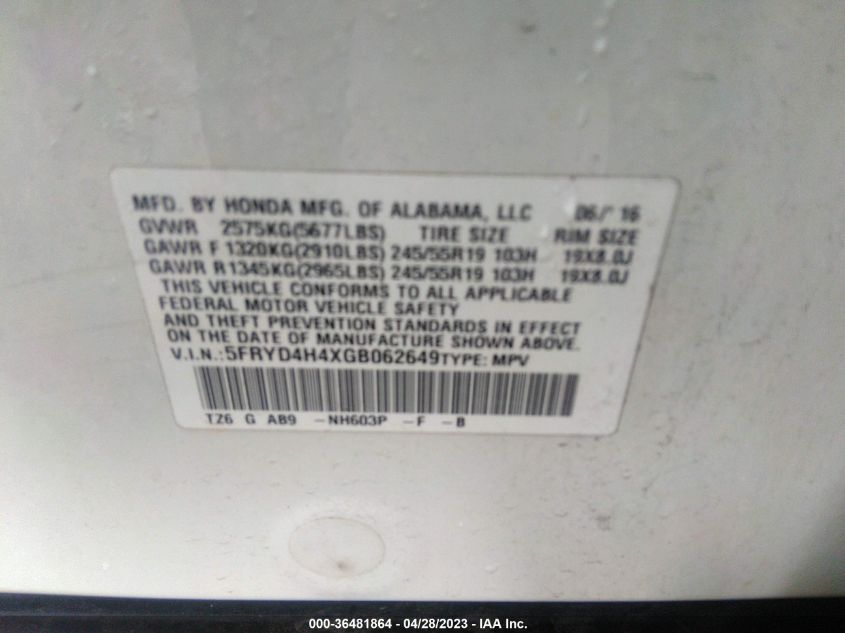 MFD. BY HONDA MFG. OF ALABAMA, LLC 06/ 16
GVWR 2575KG(5677LBS) TIRE SIZE RIM SIZE
GAWR F 1320KG(2910LBS) 245/55R19 103H 19X8.0J
GAWR R1345KG(2965LBS) 245/55R19 103H 19X8.0J
THIS VEHICLE CONFORMS TO ALL APPLICABLE
FEDERAL MOTOR VEHICLE SAFETY
AND THEFT PREVENTION STANDARDS IN EFFECT
ON THE DATE OF MANUFACTURE SHOWN ABOVE.
V.I.N.:5FRYD4H4XGB062649 TYPE: MPV
TZ6 G AB9 -NH603P -F -B
000-36481864 - 04/28/2023 - IAA Inc.